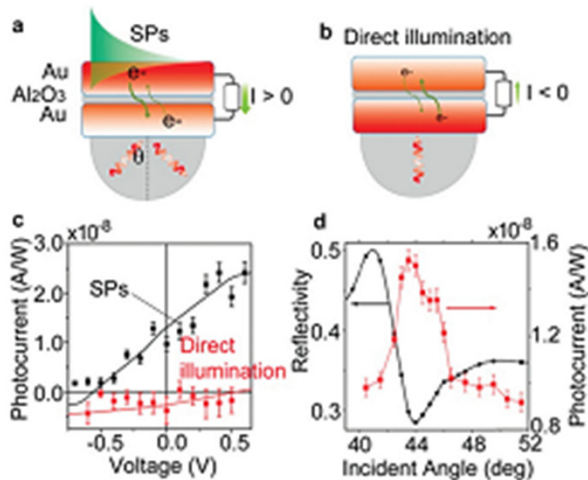 a
SPs
Au
Al2O3
Au
e-
e-
θ
I > 0
b
Direct illumination
e-
e-
I < 0
c
×10-8
Photocurrent (A/W)
3.0
2.0
1.0
0.0
SPs
Direct
illumination
-0.5 0.0 0.5
Voltage (V)
d
×10-8
Reflectivity
0.5
0.4
0.3
1.6
1.2
0.8
Photocurrent (A/W)
40 44 48 52
Incident Angle (deg)